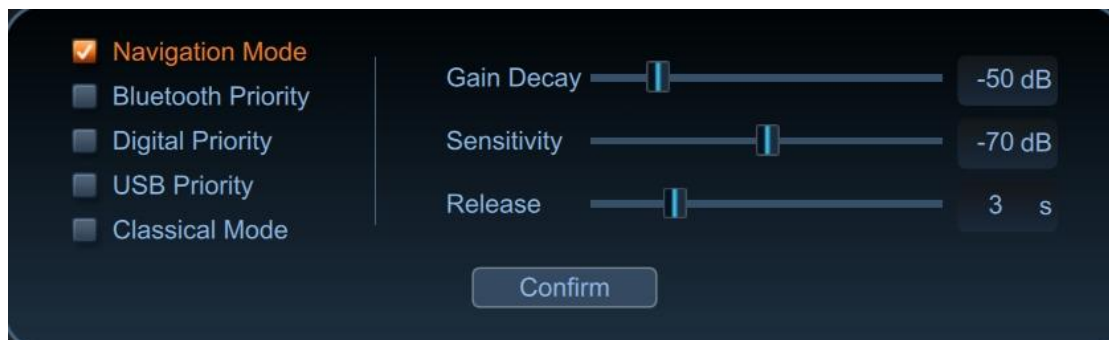 Navigation Mode
Bluetooth Priority
Digital Priority
USB Priority
Classical Mode
Gain Decay -50 dB
Sensitivity -70 dB
Release 3 s
Confirm